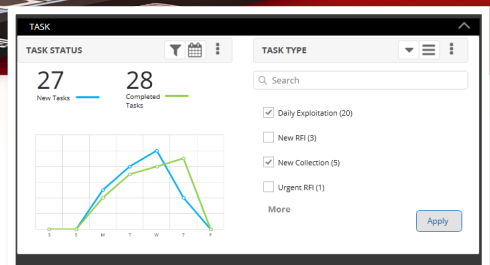 TASK
TASK STATUS
27
New Tasks
28
Completed
Tasks
S S M T W T F
TASK TYPE
Search
Daily Exploitation (20)
New RFI (3)
New Collection (5)
Urgent RFI (1)
More
Apply